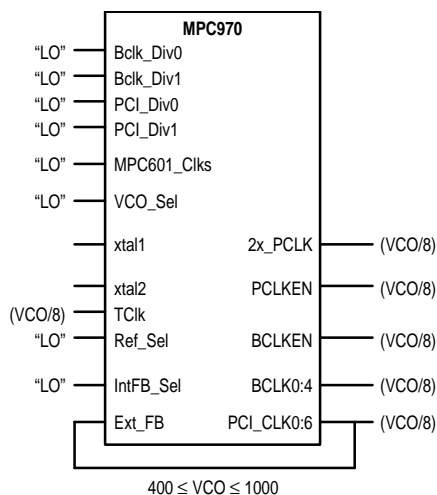 MPC970
“LO” Bclk_Div0
“LO” Bclk_Div1
“LO” PCI_Div0
“LO” PCI_Div1
“LO” MPC601_Clks
“LO” VCO_Sel
xtal1 2x_PCLK (VCO/8)
xtal2 PCLKEN (VCO/8)
(VCO/8) TClk
“LO” Ref_Sel BCLKEN (VCO/8)
“LO” IntFB_Sel BCLK0:4 (VCO/8)
Ext_FB PCI_CLK0:6 (VCO/8)
400 ≤ VCO ≤ 1000